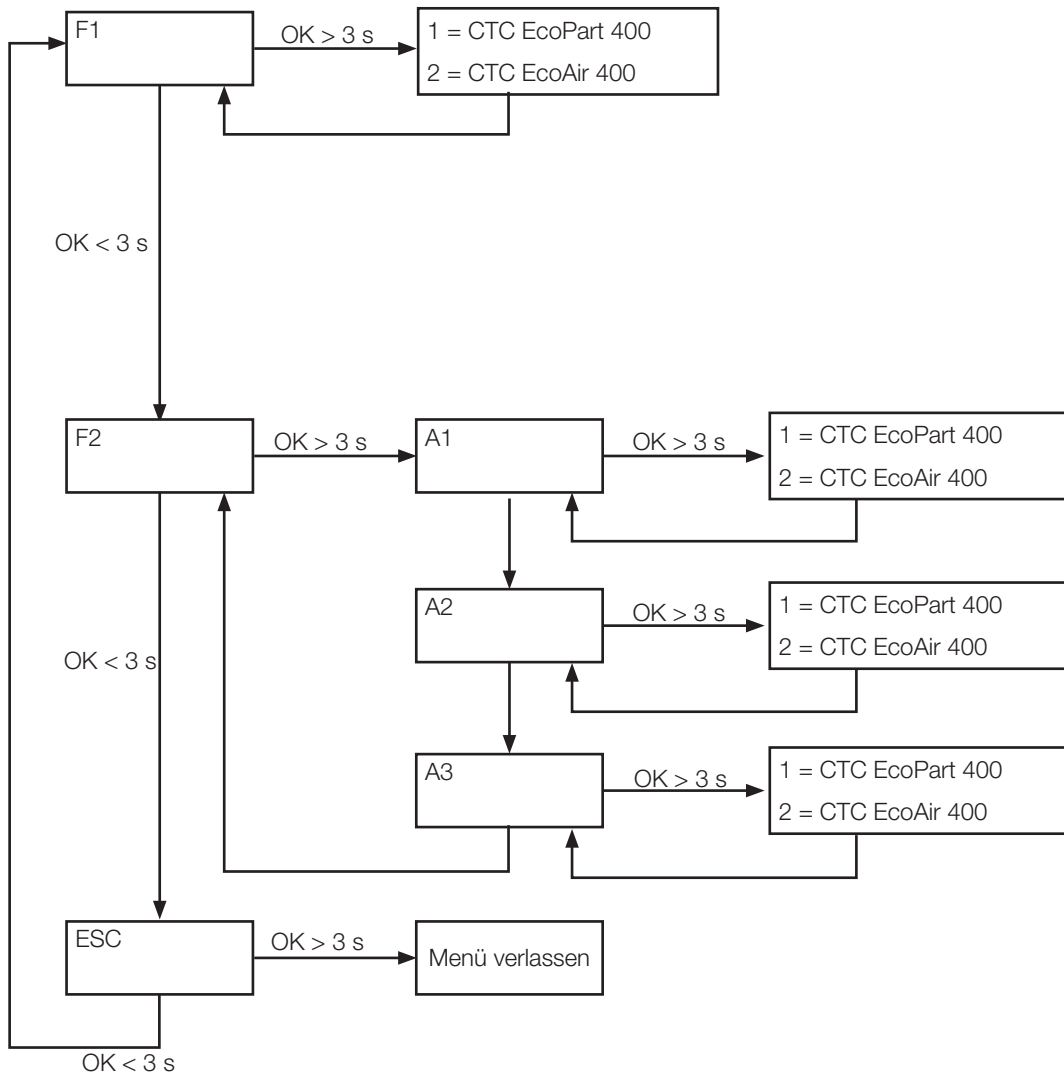 F1
OK > 3 s
1 = CTC EcoPart 400
2 = CTC EcoAir 400
OK < 3 s
F2
OK > 3 s
A1
OK > 3 s
1 = CTC EcoPart 400
2 = CTC EcoAir 400
A2
OK > 3 s
1 = CTC EcoPart 400
2 = CTC EcoAir 400
OK < 3 s
A3
OK > 3 s
1 = CTC EcoPart 400
2 = CTC EcoAir 400
ESC
OK > 3 s
Menü verlassen
OK < 3 s